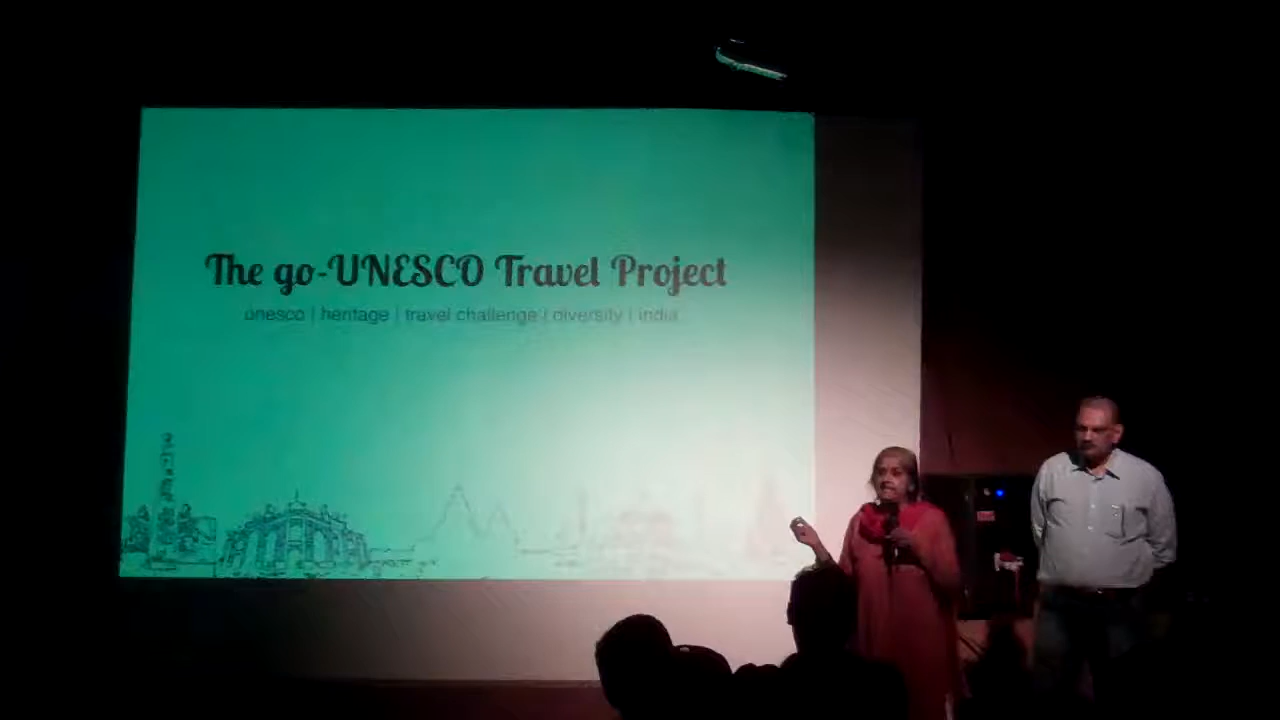 The go-UNESCO Travel Project
unesco | heritage | travel challenge | diversity | india